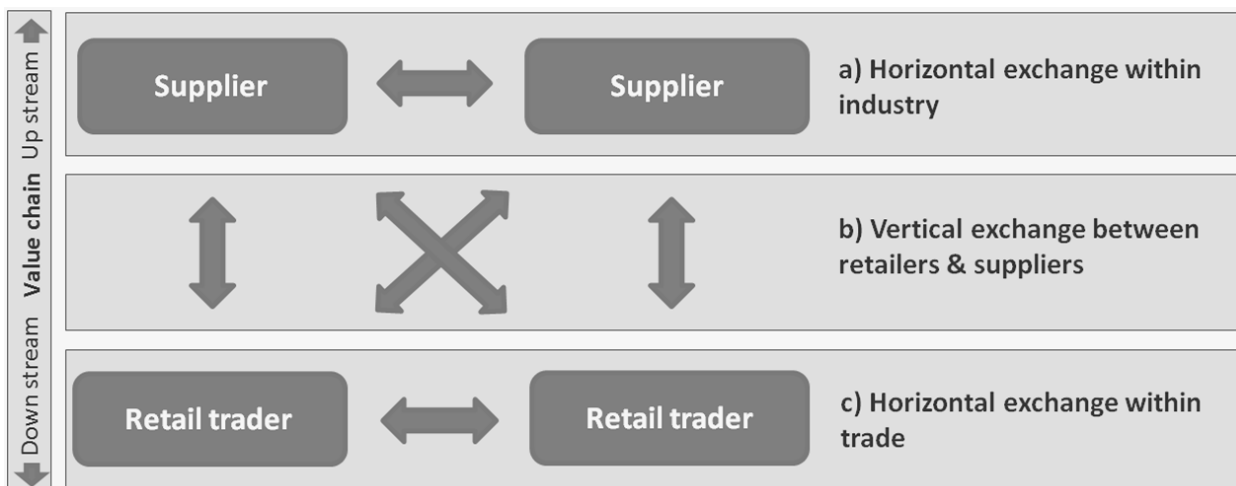 Up stream
Value chain
Down stream
Supplier
Supplier
a) Horizontal exchange within
industry
b) Vertical exchange between
retailers & suppliers
Retail trader
Retail trader
c) Horizontal exchange within
trade